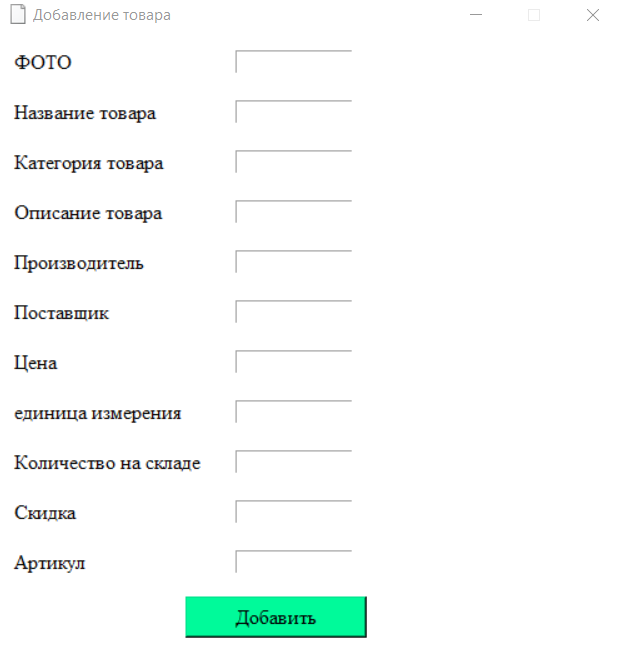 Добавление товара
ФОТО
Название товара
Категория товара
Описание товара
Производитель
Поставщик
Цена
единица измерения
Количество на складе
Скидка
Артикул
Добавить